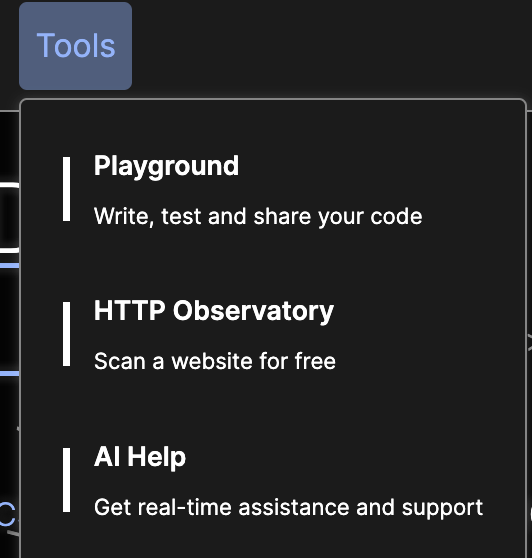 Tools
Playground
Write, test and share your code
HTTP Observatory
Scan a website for free
AI Help
Get real-time assistance and support